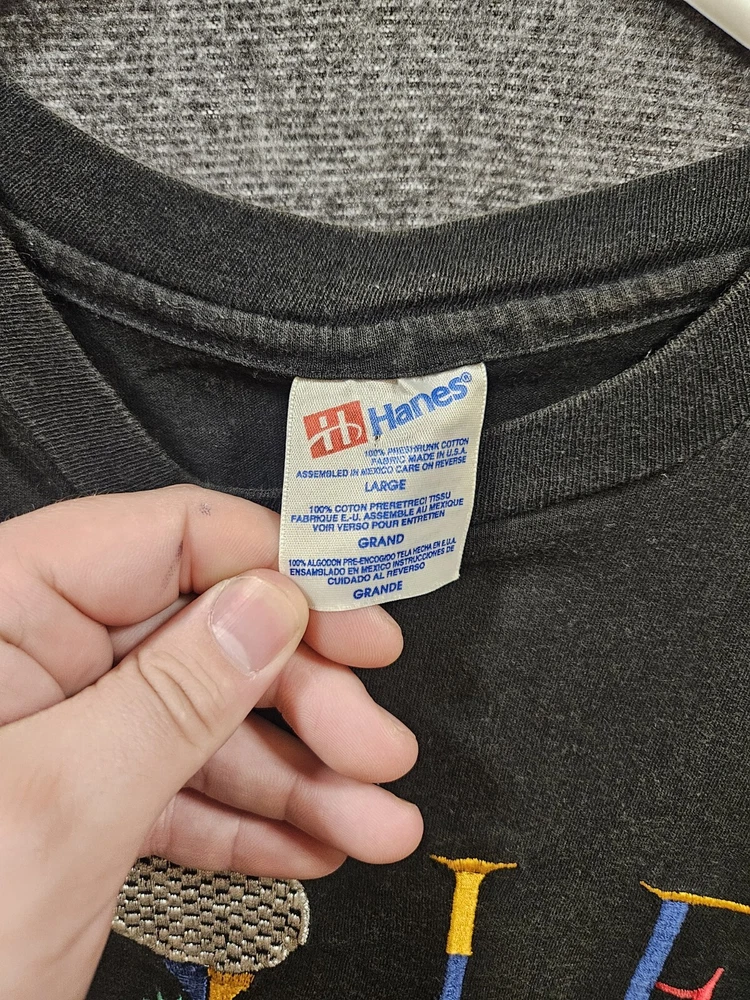 Hanes®
100% PRESHRUNK COTTON
FABRIC MADE IN U.S.A.
ASSEMBLED IN MEXICO CARE ON REVERSE
LARGE
100% COTON PRERETRECI TISSU
FABRIQUE E.-U. ASSEMBLE AU MEXIQUE
VOIR VERSO POUR ENTRETIEN
GRAND
100% ALGODON PRE-ENCOGIDO TELA HECHA EN E.U.A.
ENSAMBLADO EN MEXICO INSTRUCCIONES DE
CUIDADO AL REVERSO
GRANDE